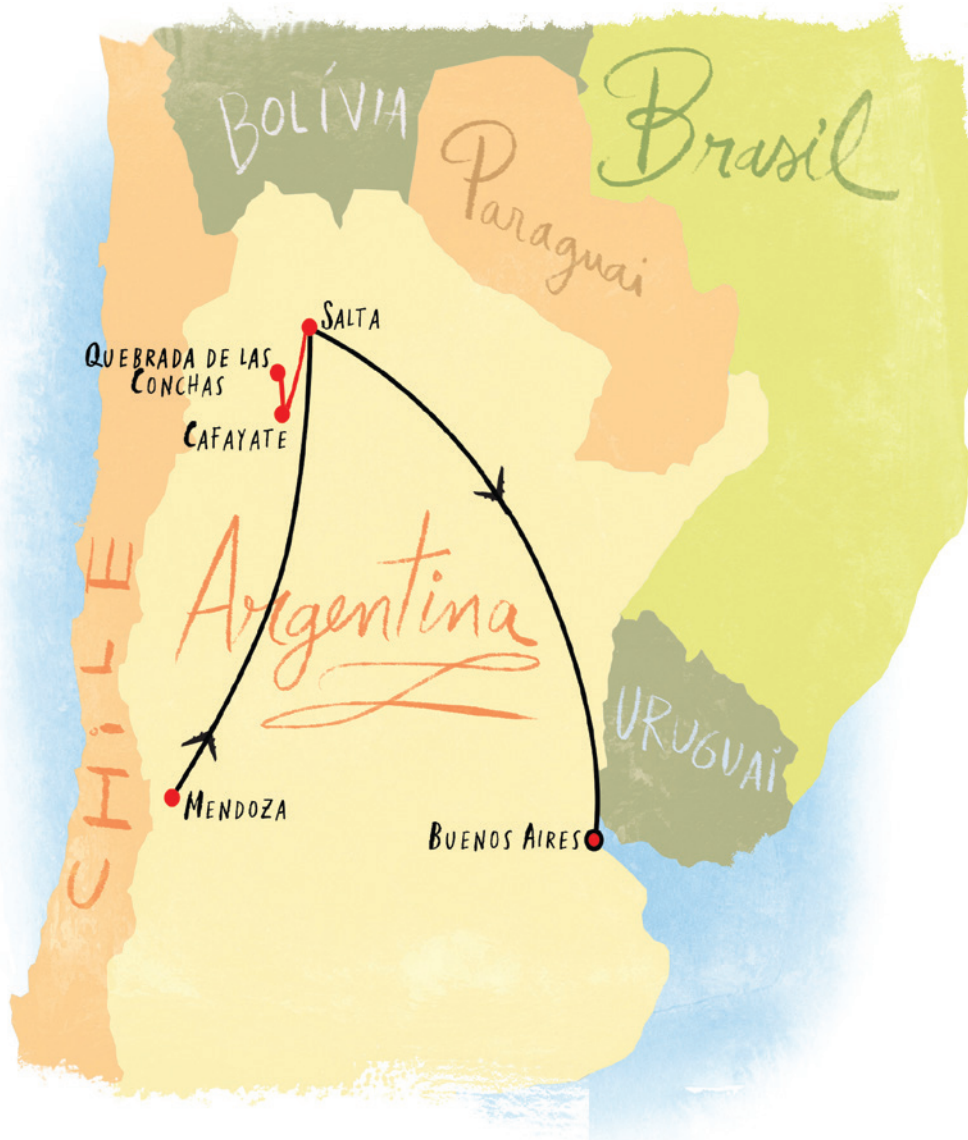 BOLÍVIA
Brasil
Paraguai
SALTA
QUEBRADA DE LAS
CONCHAS
CAFAYATE
CHiLE
Argentina
URUGUAi
MENDOZA
BUENOS AIRES